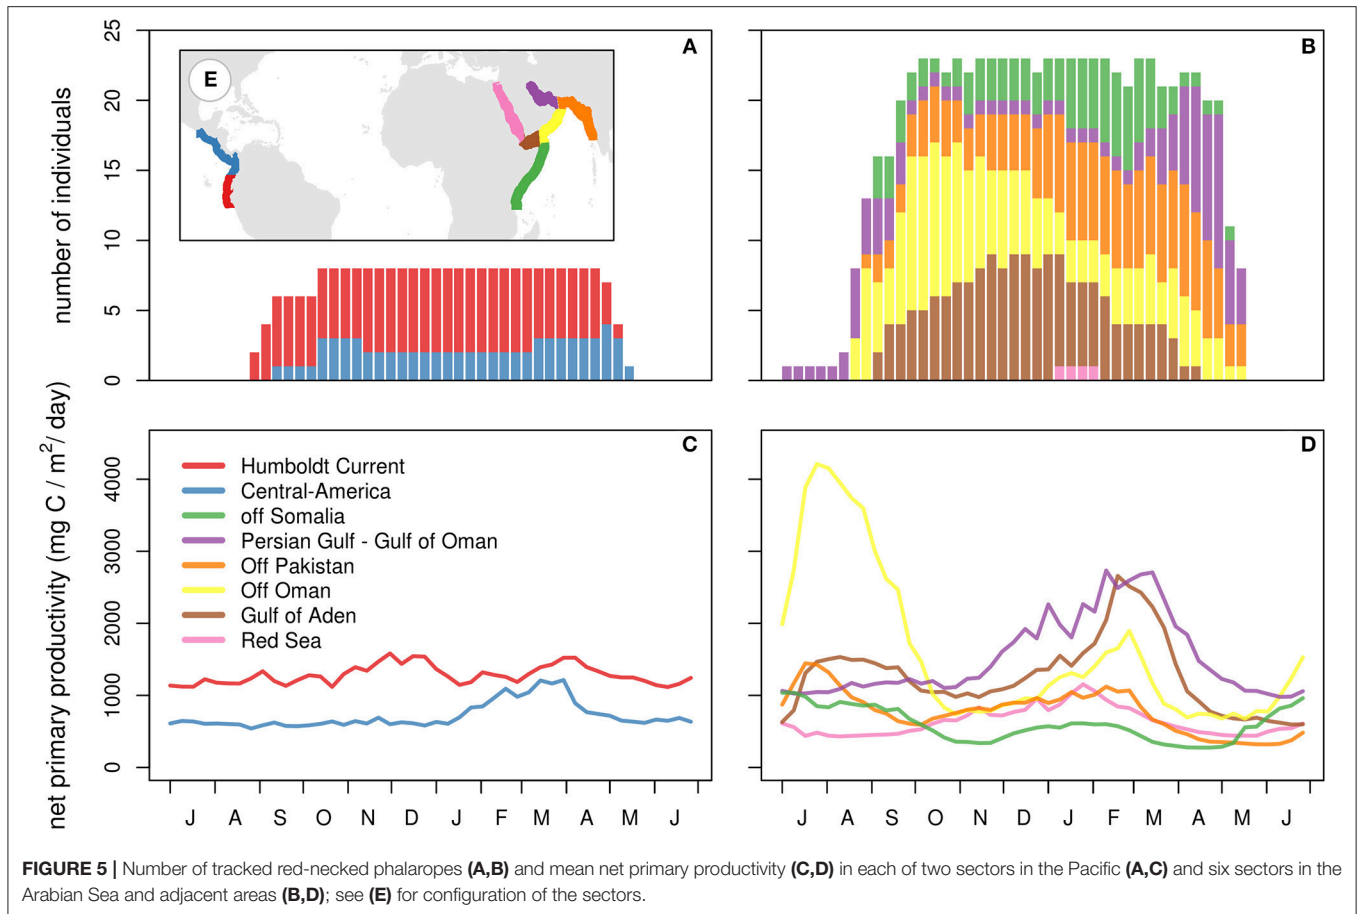 number of individuals
25
20
15
10
5
0
A
E
B
net primary productivity (mg C / m²/ day)
4000
3000
2000
1000
0
C
Humboldt Current
Central-America
off Somalia
Persian Gulf - Gulf of Oman
Off Pakistan
Off Oman
Gulf of Aden
Red Sea
D
J A S O N D J F M A M J
J A S O N D J F M A M J
FIGURE 5 | Number of tracked red-necked phalaropes (A,B) and mean net primary productivity (C,D) in each of two sectors in the Pacific (A,C) and six sectors in the
Arabian Sea and adjacent areas (B,D); see (E) for configuration of the sectors.